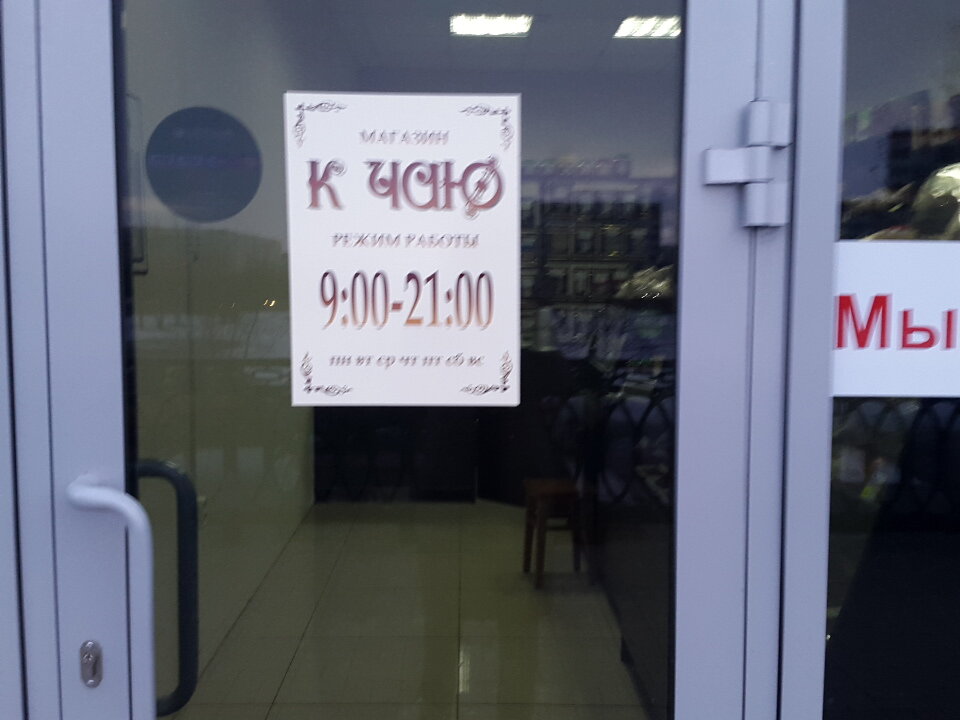 МАГАЗИН
К ЧАЮ
РЕЖИМ РАБОТЫ
9:00-21:00
пн вт ср чт пт сб вс
Мы